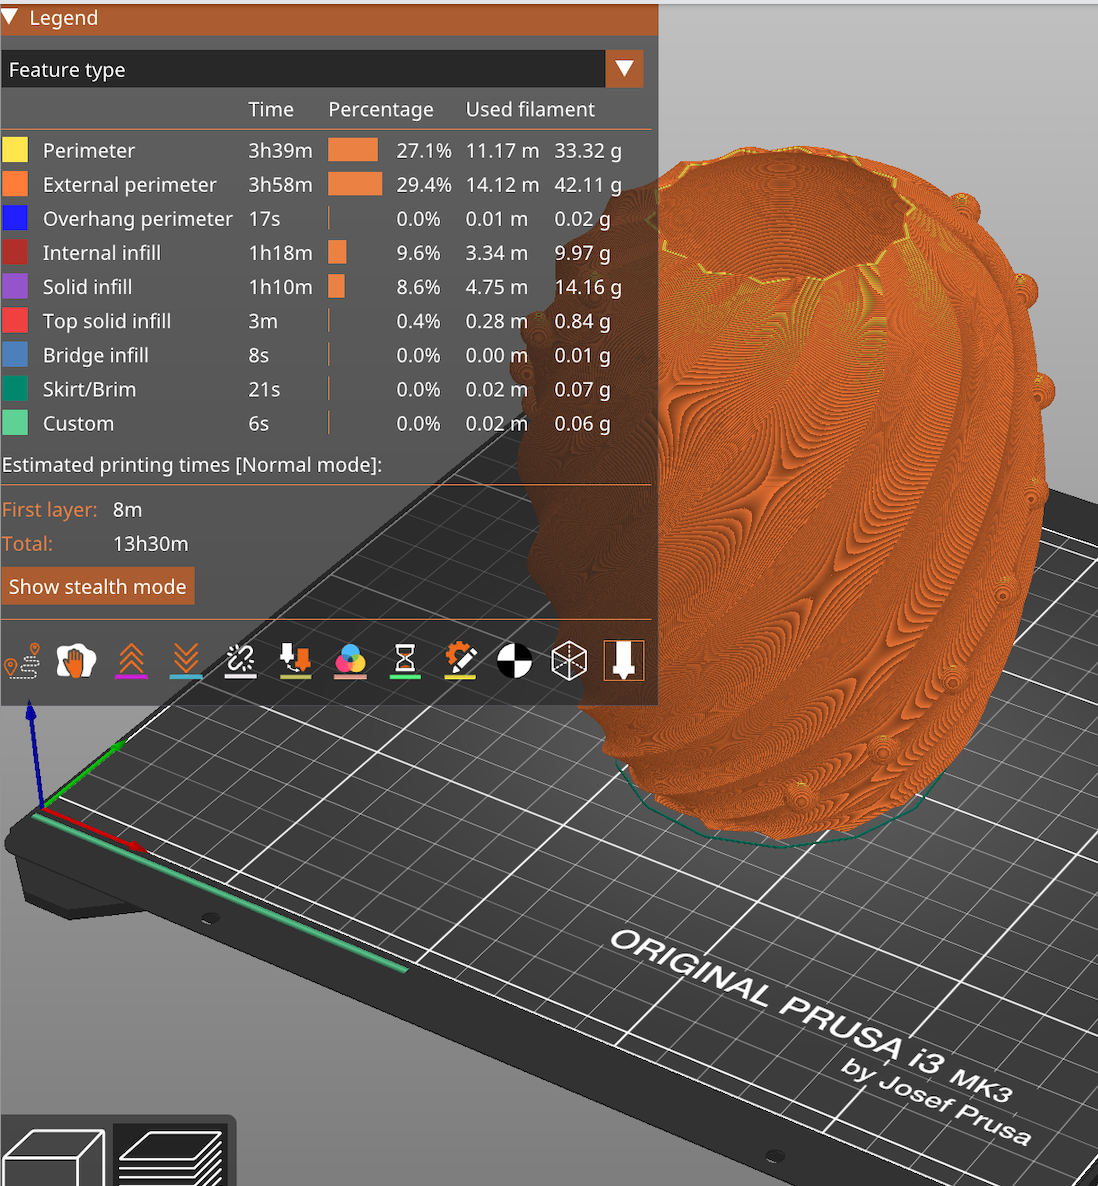 Legend
Feature type
Time Percentage Used filament
Perimeter 3h39m 27.1% 11.17 m 33.32 g
External perimeter 3h58m 29.4% 14.12 m 42.11 g
Overhang perimeter 17s 0.0% 0.01 m 0.02 g
Internal infill 1h18m 9.6% 3.34 m 9.97 g
Solid infill 1h10m 8.6% 4.75 m 14.16 g
Top solid infill 3m 0.4% 0.28 m 0.84 g
Bridge infill 8s 0.0% 0.00 m 0.01 g
Skirt/Brim 21s 0.0% 0.02 m 0.07 g
Custom 6s 0.0% 0.02 m 0.06 g
Estimated printing times [Normal mode]:
First layer: 8m
Total: 13h30m
Show stealth mode
ORIGINAL PRUSA i3 MK3
by Josef Prusa